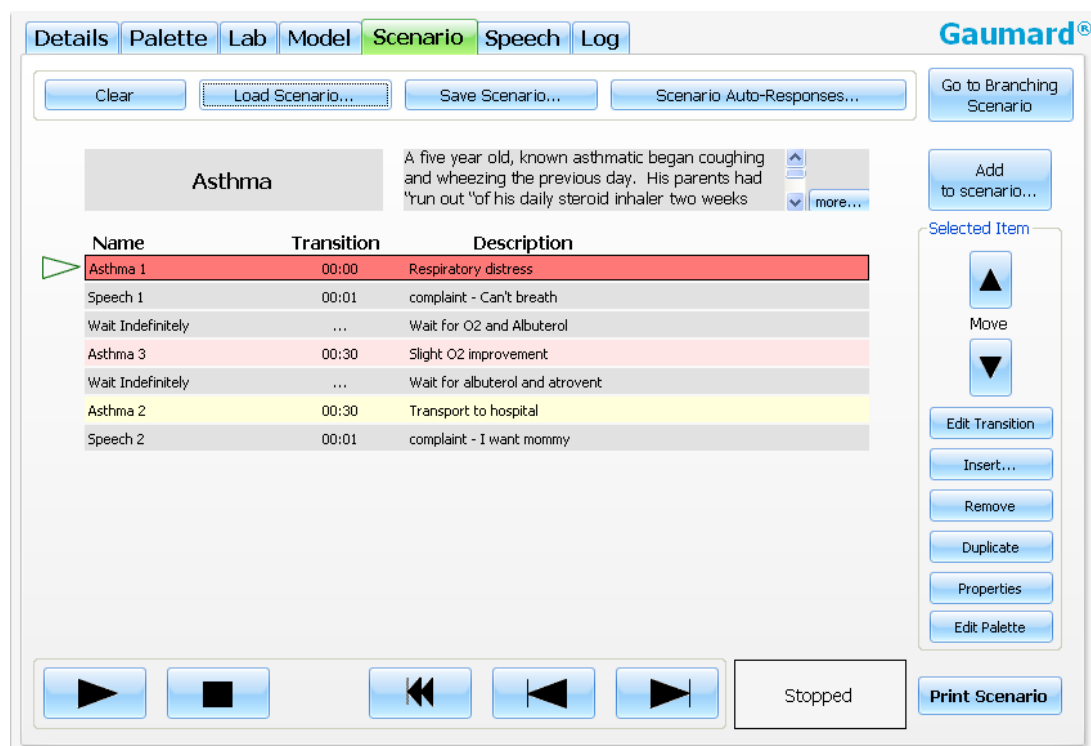 Details Palette Lab Model Scenario Speech Log
Gaumard®
Clear Load Scenario... Save Scenario... Scenario Auto-Responses...
Go to Branching
Scenario
Asthma
A five year old, known asthmatic began coughing
and wheezing the previous day. His parents had
"run out "of his daily steroid inhaler two weeks
more...
Add
to scenario...
Name Transition Description
Asthma 1 00:00 Respiratory distress
Speech 1 00:01 complaint - Can't breath
Wait Indefinitely ... Wait for O2 and Albuterol
Asthma 3 00:30 Slight O2 improvement
Wait Indefinitely ... Wait for albuterol and atrovent
Asthma 2 00:30 Transport to hospital
Speech 2 00:01 complaint - I want mommy
Selected Item
Move
Edit Transition
Insert...
Remove
Duplicate
Properties
Edit Palette
Stopped
Print Scenario